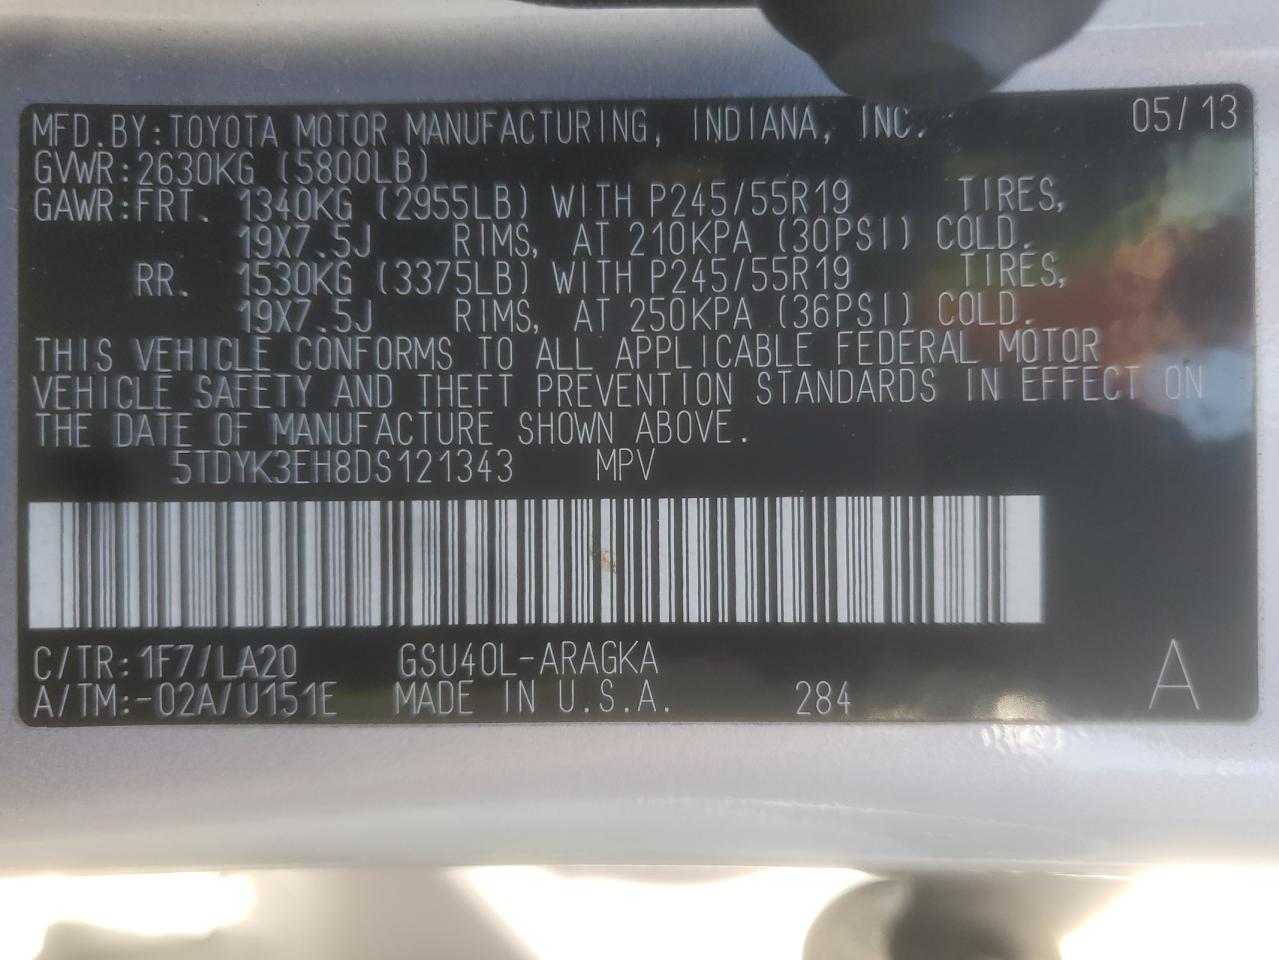 MFD.BY:TOYOTA MOTOR MANUFACTURING, INDIANA, INC. 05/13
GVWR:2630KG (5800LB)
GAWR:FRT. 1340KG (2955LB) WITH P245/55R19 TIRES,
19X7.5J RIMS, AT 210KPA (30PSI) COLD.
RR. 1530KG (3375LB) WITH P245/55R19 TIRES,
19X7.5J RIMS, AT 250KPA (36PSI) COLD.
THIS VEHICLE CONFORMS TO ALL APPLICABLE FEDERAL MOTOR
VEHICLE SAFETY AND THEFT PREVENTION STANDARDS IN EFFECT ON
THE DATE OF MANUFACTURE SHOWN ABOVE.
5TDYK3EH8DS121343 MPV
C/TR:1F7/LA20 GSU40L-ARAGKA
A/TM:-02A/U151E MADE IN U.S.A. 284 A